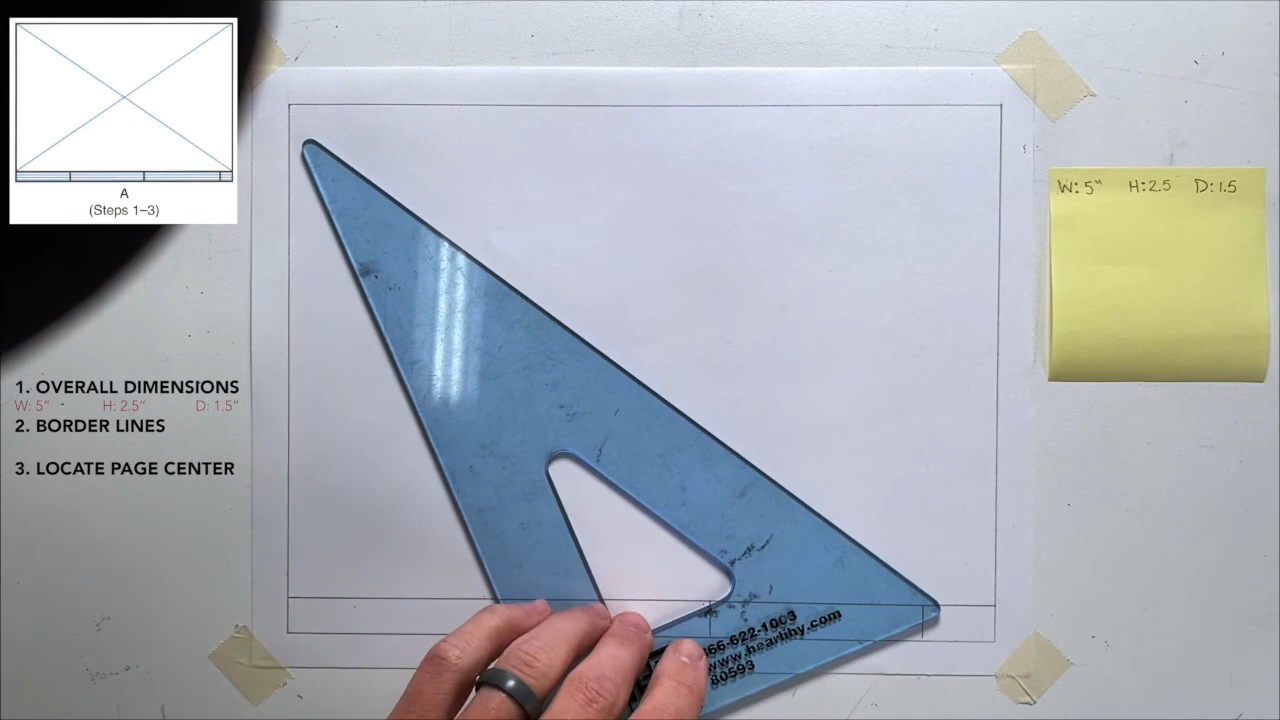 A
(Steps 1–3)
W: 5" H: 2.5 D: 1.5
1. OVERALL DIMENSIONS
W: 5" H: 2.5" D: 1.5"
2. BORDER LINES
3. LOCATE PAGE CENTER
66-622-1003
www.hearlihy.com
80593